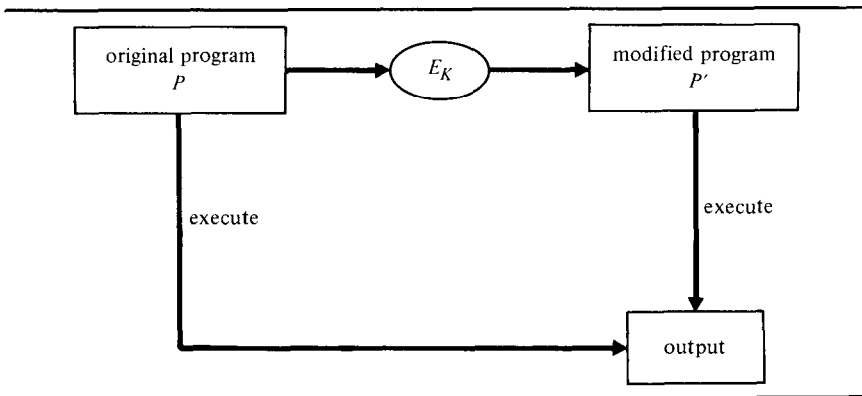 original program
P
E_K
modified program
P′
execute
execute
output